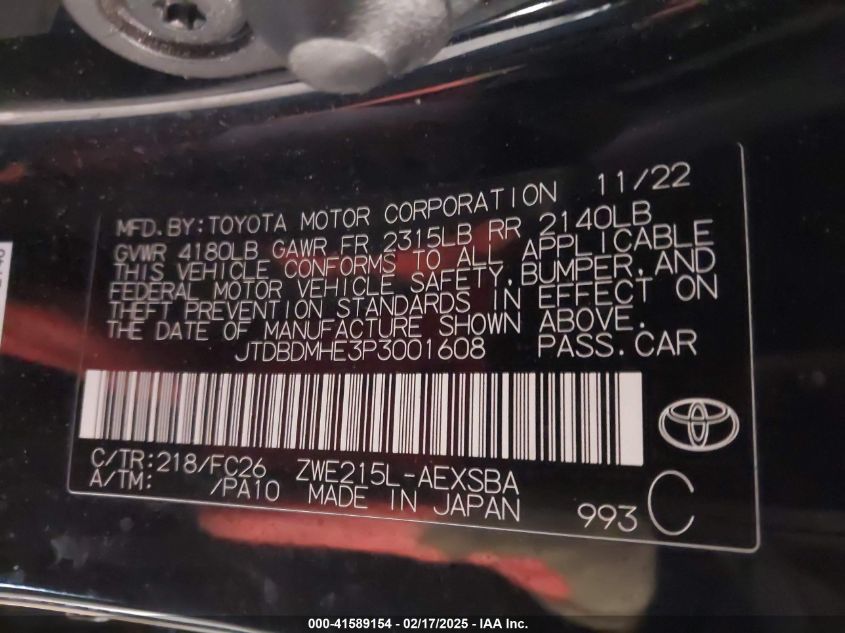 MFD.BY:TOYOTA MOTOR CORPORATION 11/22
GVWR 4180LB GAWR FR 2315LB RR 2140LB
THIS VEHICLE CONFORMS TO ALL APPLICABLE
FEDERAL MOTOR VEHICLE SAFETY,BUMPER,AND
THEFT PREVENTION STANDARDS IN EFFECT ON
THE DATE OF MANUFACTURE SHOWN ABOVE.
JTDBDMHE3P3001608 PASS.CAR
C/TR:218/FC26 ZWE215L-AEXSBA
A/TM: /PA10 MADE IN JAPAN 993 C
000-41589154 - 02/17/2025 - IAA Inc.